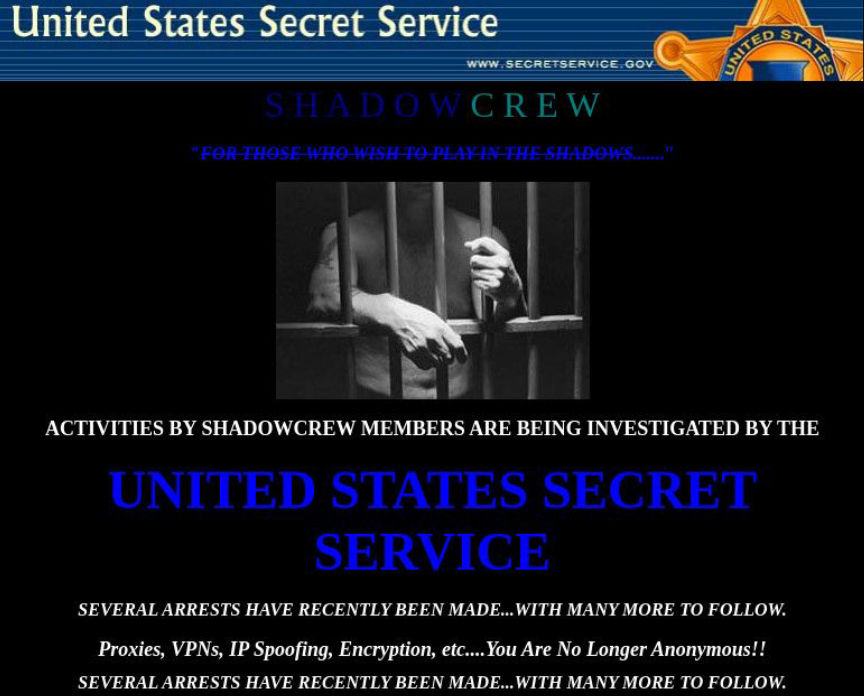 United States Secret Service
WWW.SECRETSERVICE.GOV
UNITED STATES
SHADOWCREW
"FOR THOSE WHO WISH TO PLAY IN THE SHADOWS......."
ACTIVITIES BY SHADOWCREW MEMBERS ARE BEING INVESTIGATED BY THE
UNITED STATES SECRET
SERVICE
SEVERAL ARRESTS HAVE RECENTLY BEEN MADE...WITH MANY MORE TO FOLLOW.
Proxies, VPNs, IP Spoofing, Encryption, etc....You Are No Longer Anonymous!!
SEVERAL ARRESTS HAVE RECENTLY BEEN MADE...WITH MANY MORE TO FOLLOW.